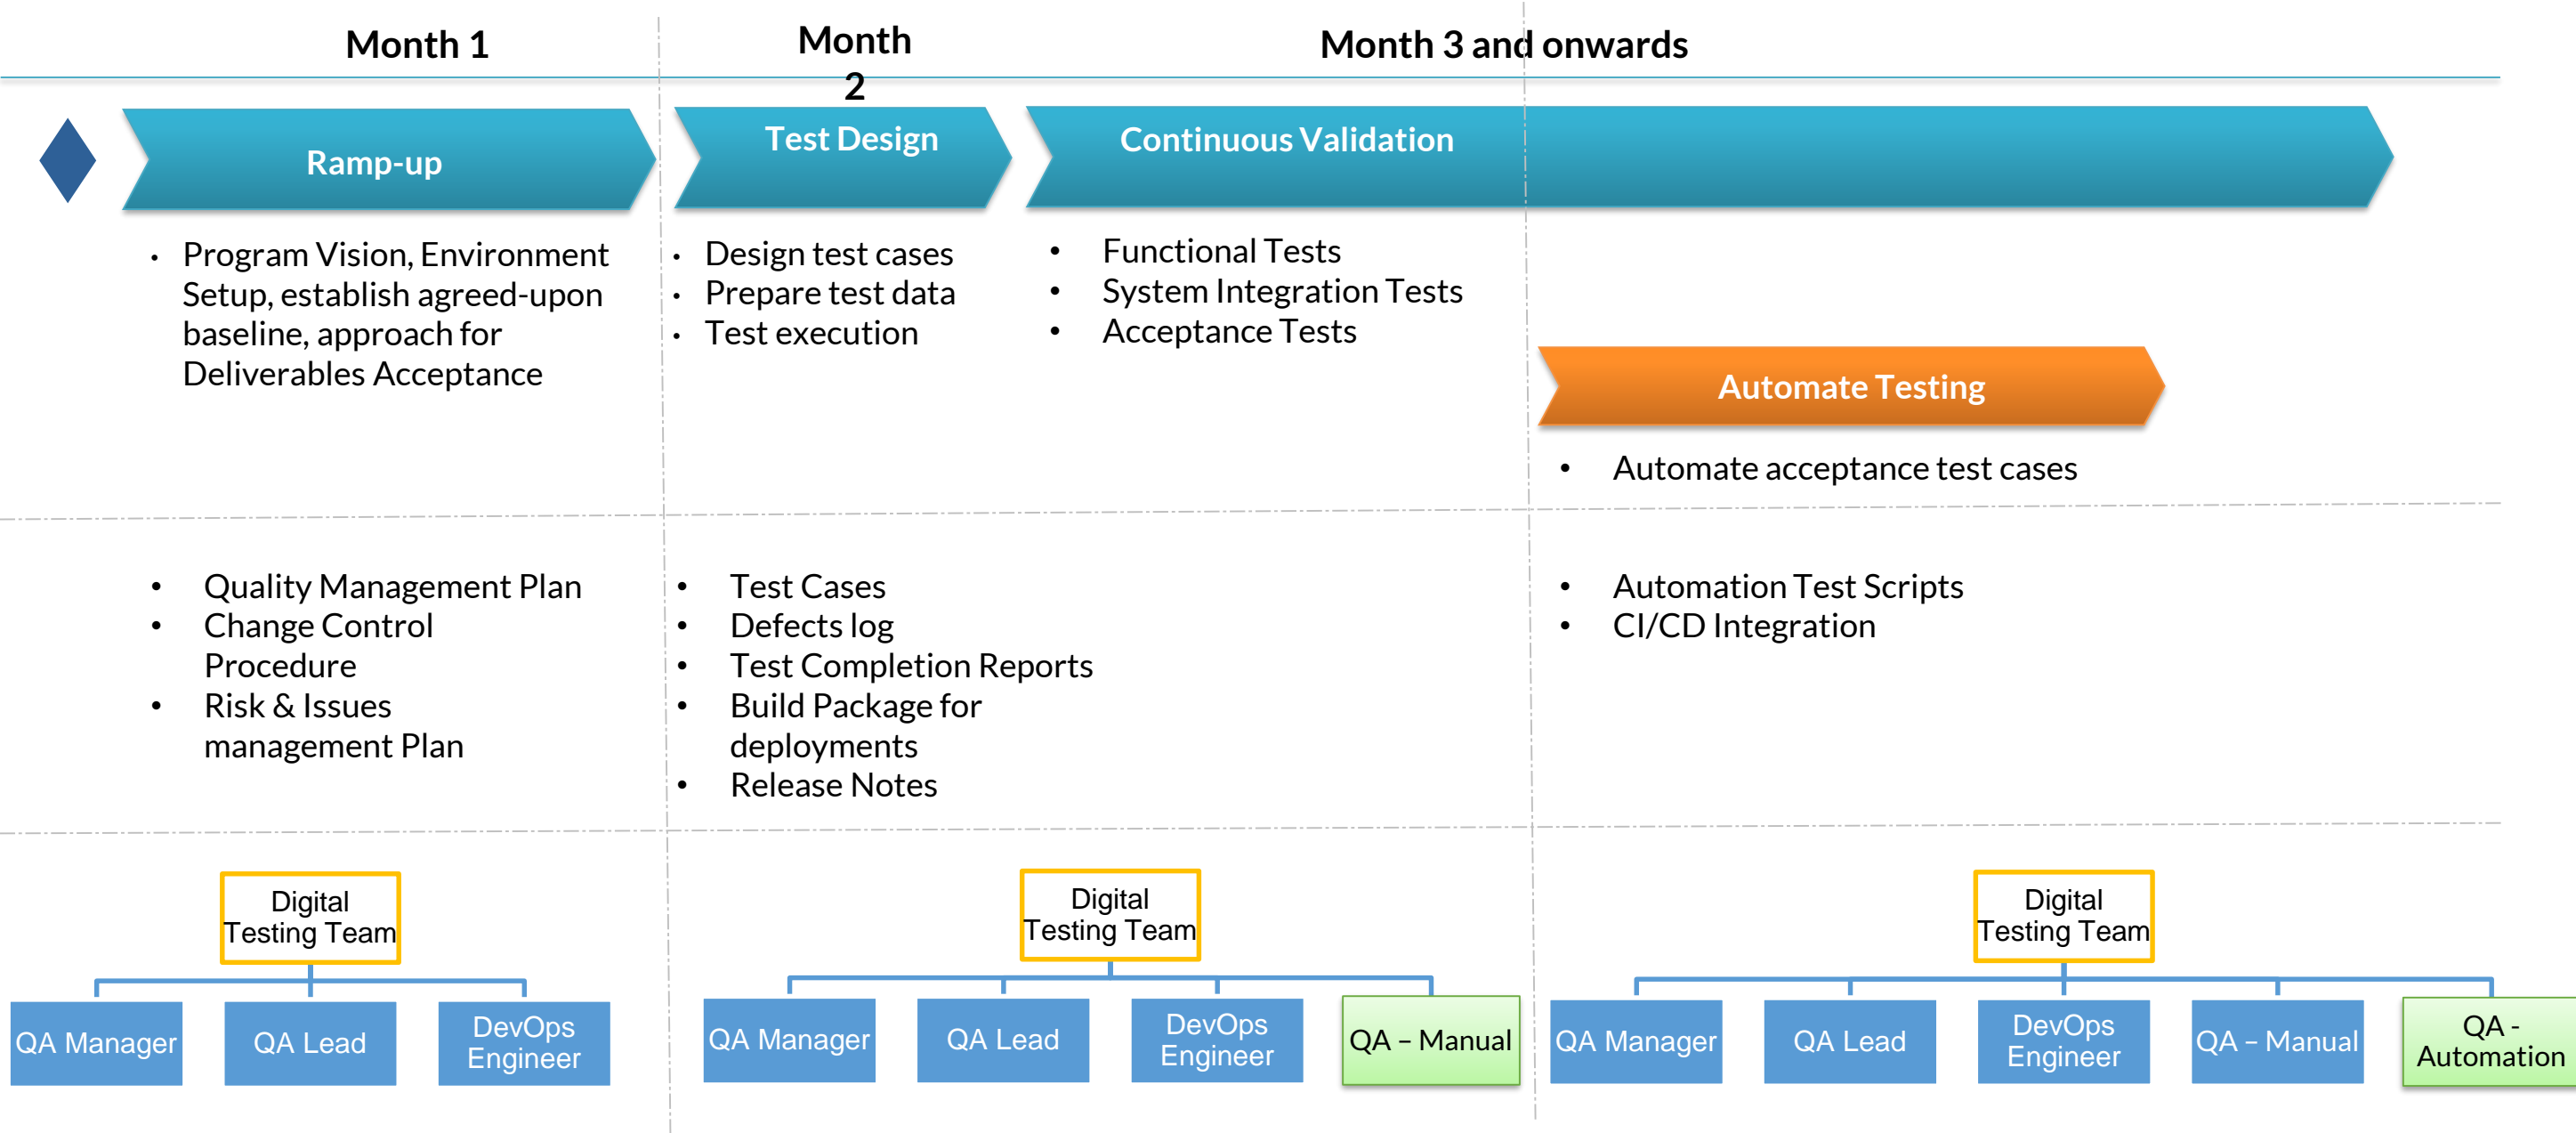 Month 1
Month
2
Month 3 and onwards
Ramp-up
Test Design
Continuous Validation
• Program Vision, Environment
Setup, establish agreed-upon
baseline, approach for
Deliverables Acceptance
• Design test cases
• Prepare test data
• Test execution
• Functional Tests
• System Integration Tests
• Acceptance Tests
Automate Testing
• Automate acceptance test cases
• Quality Management Plan
• Change Control
Procedure
• Risk & Issues
management Plan
• Test Cases
• Defects log
• Test Completion Reports
• Build Package for
deployments
• Release Notes
• Automation Test Scripts
• CI/CD Integration
Digital
Testing Team
QA Manager
QA Lead
DevOps
Engineer
Digital
Testing Team
QA Manager
QA Lead
DevOps
Engineer
QA – Manual
Digital
Testing Team
QA Manager
QA Lead
DevOps
Engineer
QA – Manual
QA -
Automation